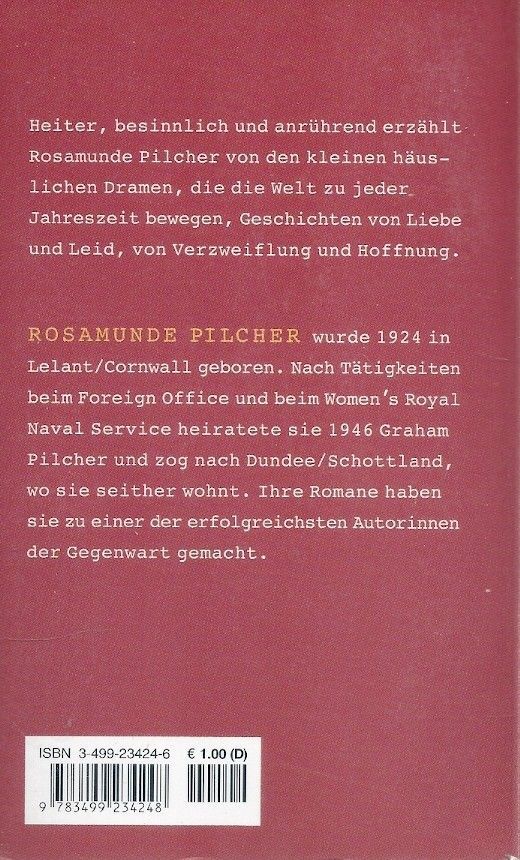 Heiter, besinnlich und anrührend erzählt
Rosamunde Pilcher von den kleinen häus-
lichen Dramen, die die Welt zu jeder
Jahreszeit bewegen, Geschichten von Liebe
und Leid, von Verzweiflung und Hoffnung.
ROSAMUNDE PILCHER wurde 1924 in
Lelant/Cornwall geboren. Nach Tätigkeiten
beim Foreign Office und beim Women's Royal
Naval Service heiratete sie 1946 Graham
Pilcher und zog nach Dundee/Schottland,
wo sie seither wohnt. Ihre Romane haben
sie zu einer der erfolgreichsten Autorinnen
der Gegenwart gemacht.
ISBN 3-499-23424-6 € 1.00 (D)
9 783499 234248